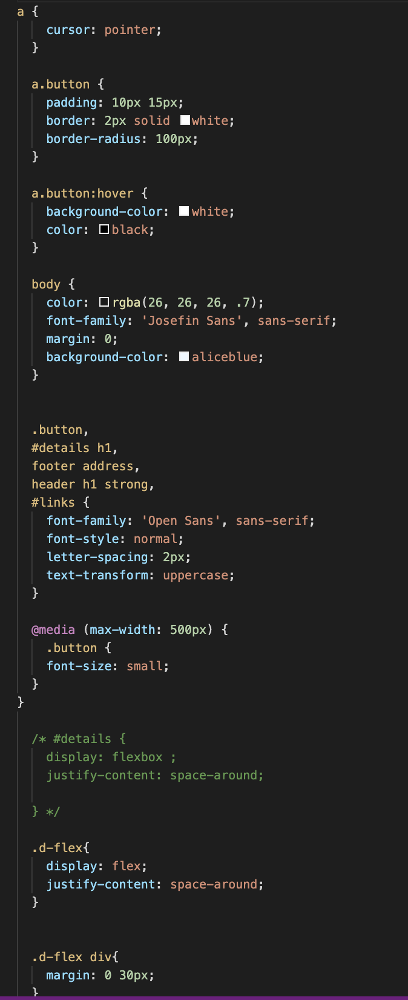 a {
    cursor: pointer;
  }

  a.button {
    padding: 10px 15px;
    border: 2px solid white;
    border-radius: 100px;
  }

  a.button:hover {
    background-color: white;
    color: black;
  }

  body {
    color: rgba(26, 26, 26, .7);
    font-family: 'Josefin Sans', sans-serif;
    margin: 0;
    background-color: aliceblue;
  }


  .button,
  #details h1,
  footer address,
  header h1 strong,
  #links {
    font-family: 'Open Sans', sans-serif;
    font-style: normal;
    letter-spacing: 2px;
    text-transform: uppercase;
  }

  @media (max-width: 500px) {
    .button {
    font-size: small;
  }
}

  /* #details {
    display: flexbox ;
    justify-content: space-around;

  } */

  .d-flex{
    display: flex;
    justify-content: space-around;
  }


  .d-flex div{
    margin: 0 30px;
  }